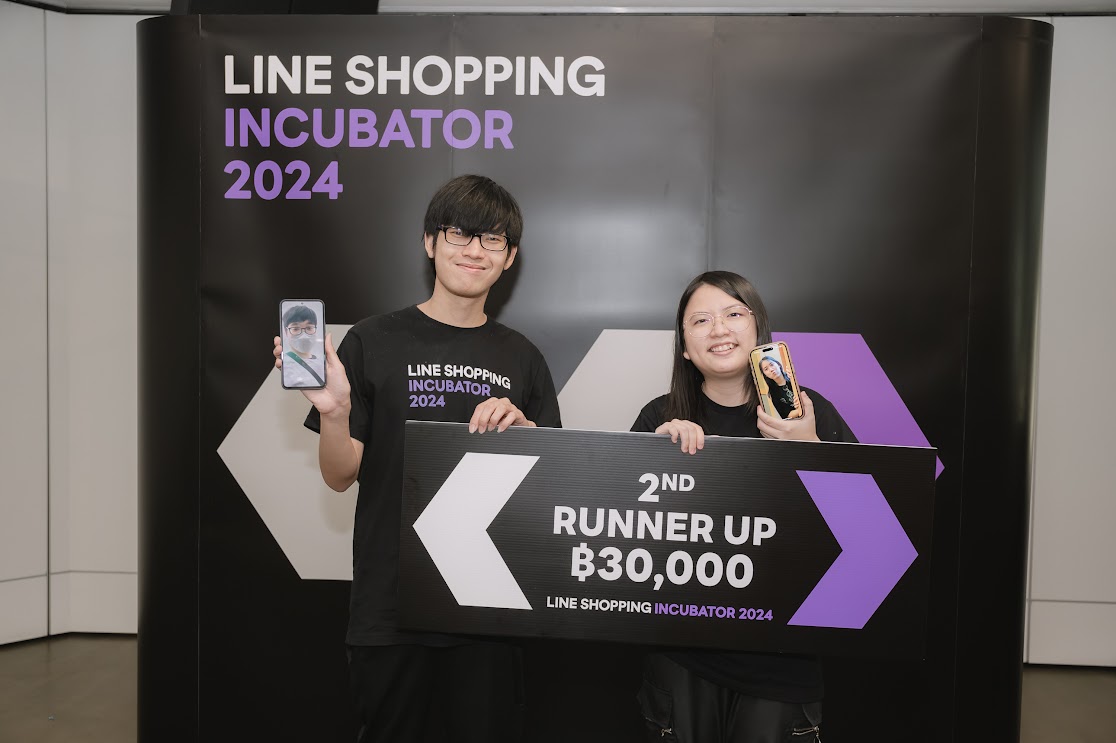 LINE SHOPPING
INCUBATOR
2024
LINE SHOPPING
INCUBATOR
2024
2ND
RUNNER UP
฿30,000
LINE SHOPPING INCUBATOR 2024